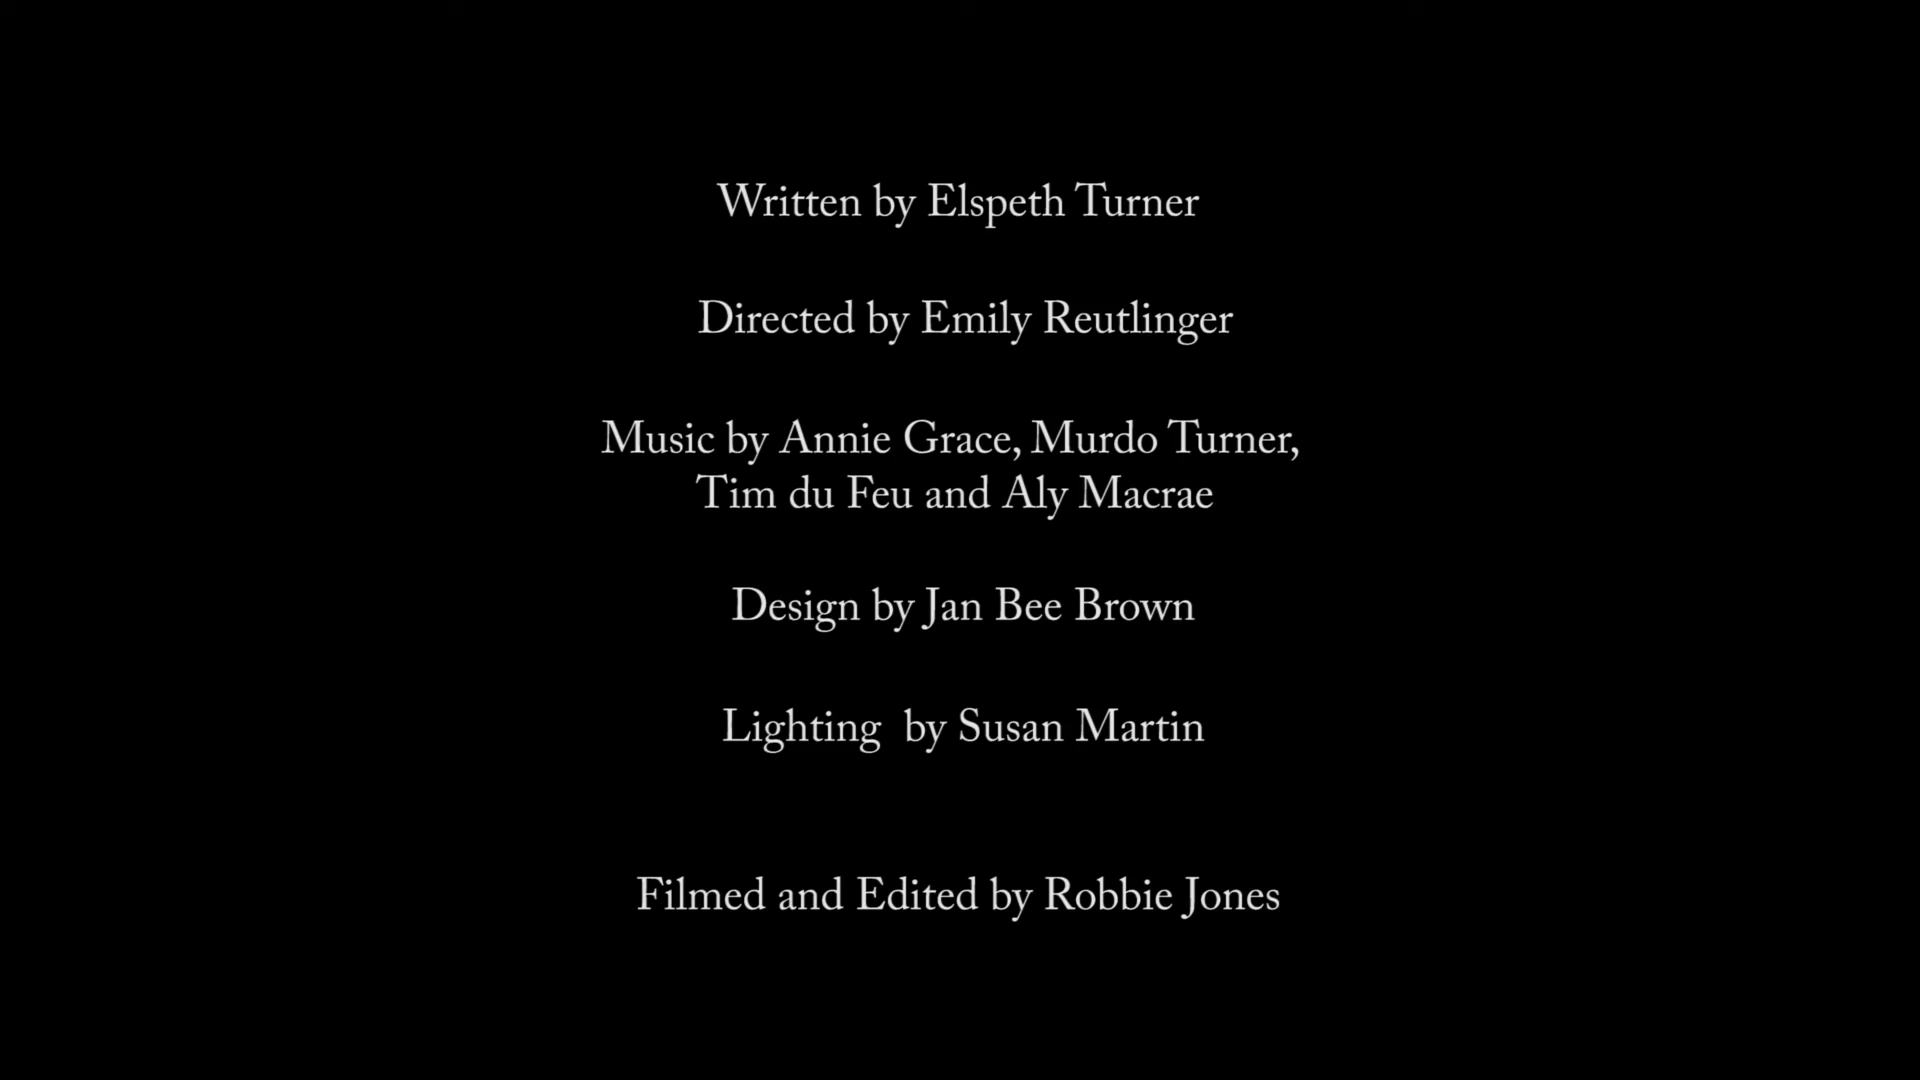 Written by Elspeth Turner
Directed by Emily Reutlinger
Music by Annie Grace, Murdo Turner,
Tim du Feu and Aly Macrae
Design by Jan Bee Brown
Lighting  by Susan Martin
Filmed and Edited by Robbie Jones